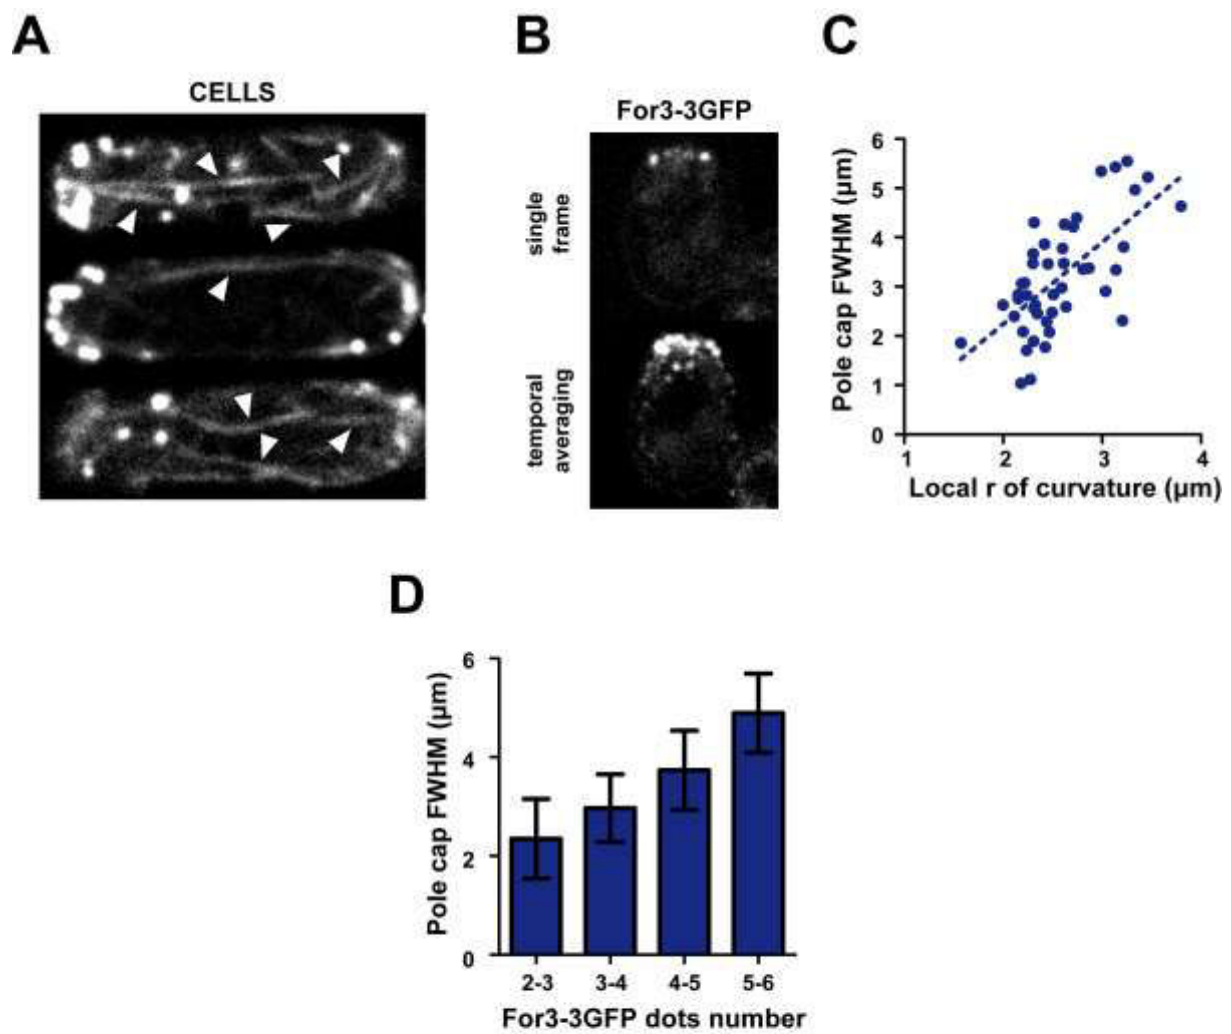 A
CELLS
B
For3-3GFP
single
frame
temporal
averaging
C
Pole cap FWHM (µm)
6
5
4
3
2
1
0
1
2
3
4
Local r of curvature (µm)
D
Pole cap FWHM (µm)
6
4
2
0
2-3
3-4
4-5
5-6
For3-3GFP dots number